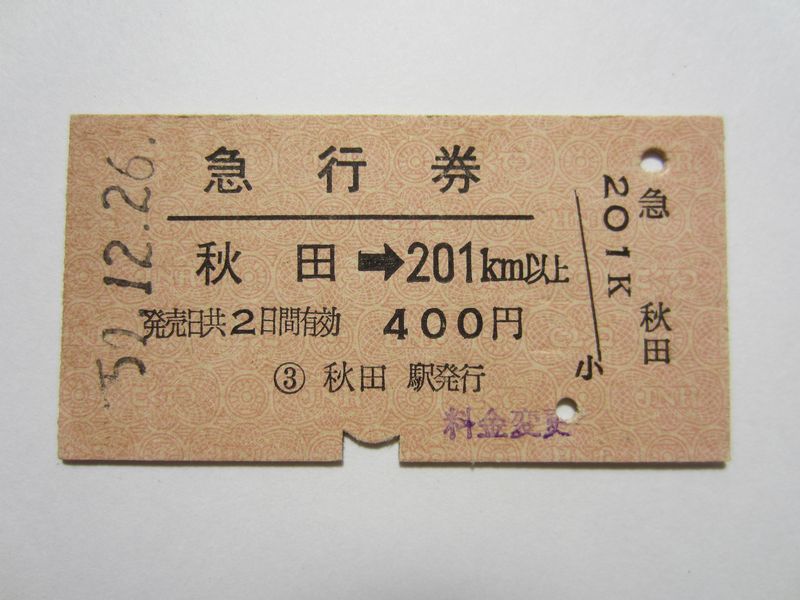 50.12.26.
急行券
秋田➡201km以上
発売日共2日間有効 400円
③ 秋田 駅発行
料金変更
急 秋田
201K
小